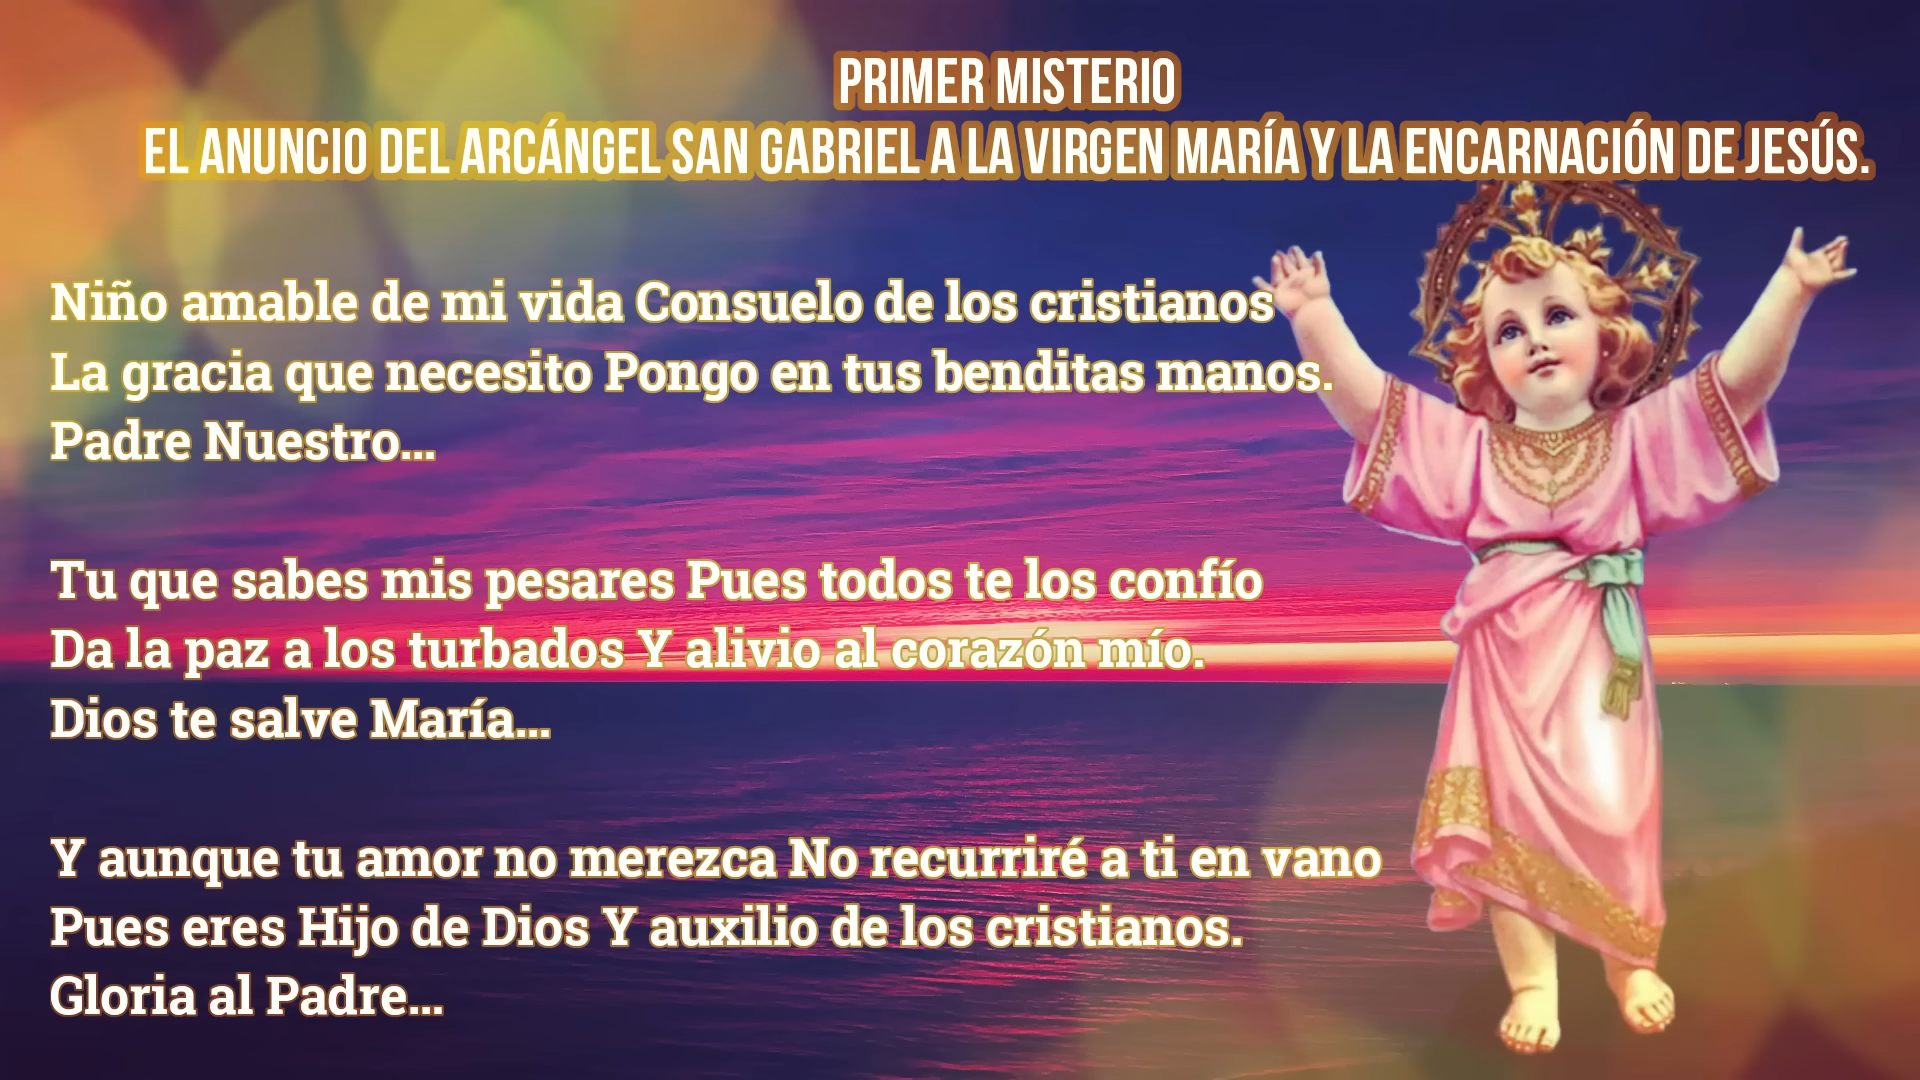 PRIMER MISTERIO
EL ANUNCIO DEL ARCÁNGEL SAN GABRIEL A LA VIRGEN MARÍA Y LA ENCARNACIÓN DE JESÚS.
Niño amable de mi vida Consuelo de los cristianos
La gracia que necesito Pongo en tus benditas manos.
Padre Nuestro...
Tu que sabes mis pesares Pues todos te los confío
Da la paz a los turbados Y alivio al corazón mío.
Dios te salve María...
Y aunque tu amor no merezca No recurriré a ti en vano
Pues eres Hijo de Dios Y auxilio de los cristianos.
Gloria al Padre...